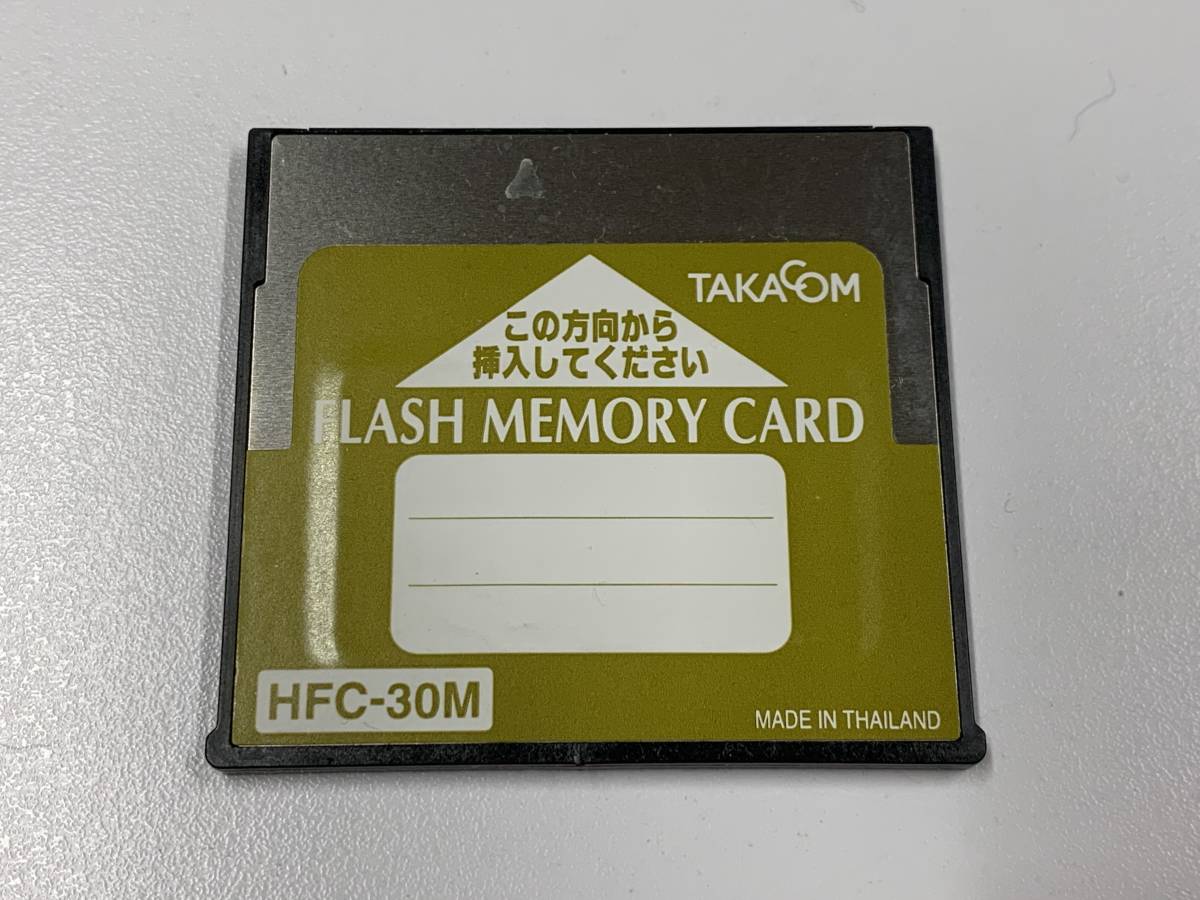 TAKACOM
この方向から
挿入してください
FLASH MEMORY CARD
HFC-30M
MADE IN THAILAND